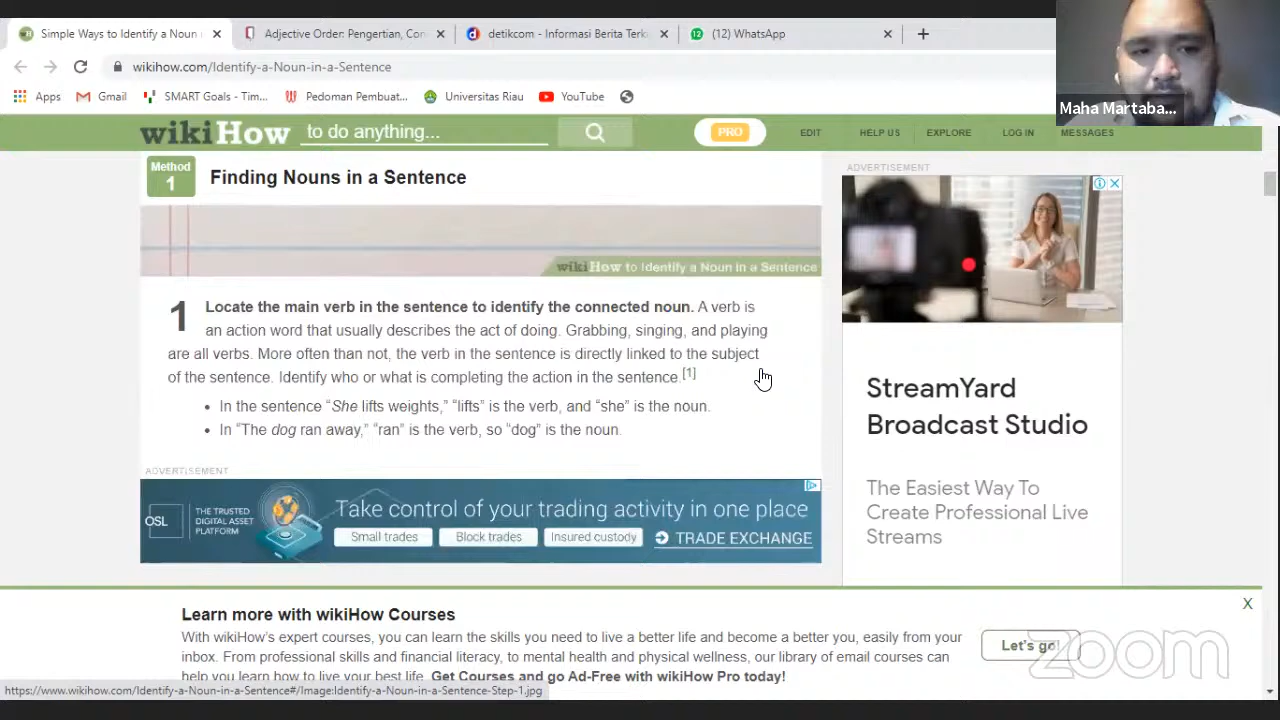 Simple Ways to Identify a Noun
Adjective Order: Pengertian, Con
detikcom - Informasi Berita Terk
(12) WhatsApp
wikihow.com/Identify-a-Noun-in-a-Sentence
Apps
Gmail
SMART Goals - Tim...
Pedoman Pembuat...
Universitas Riau
YouTube
Maha Martaba...
wikiHow to do anything...
PRO
EDIT
HELP US
EXPLORE
LOG IN
MESSAGES
Method
1
Finding Nouns in a Sentence
wikiHow to Identify a Noun in a Sentence
1 Locate the main verb in the sentence to identify the connected noun. A verb is
an action word that usually describes the act of doing. Grabbing, singing, and playing
are all verbs. More often than not, the verb in the sentence is directly linked to the subject
of the sentence. Identify who or what is completing the action in the sentence.[1]
• In the sentence “She lifts weights,” “lifts” is the verb, and “she” is the noun.
• In “The dog ran away,” “ran” is the verb, so “dog” is the noun.
ADVERTISEMENT
OSL
THE TRUSTED
DIGITAL ASSET
PLATFORM
Take control of your trading activity in one place
Small trades
Block trades
Insured custody
TRADE EXCHANGE
ADVERTISEMENT
StreamYard
Broadcast Studio
The Easiest Way To
Create Professional Live
Streams
Learn more with wikiHow Courses
X
With wikiHow's expert courses, you can learn the skills you need to live a better life and become a better you, easily from your
inbox. From professional skills and financial literacy, to mental health and physical wellness, our library of email courses can
help you learn how to live your best life. Get Courses and go Ad-Free with wikiHow Pro today!
Let's go!
zoom
https://www.wikihow.com/Identify-a-Noun-in-a-Sentence#/Image:Identify-a-Noun-in-a-Sentence-Step-1.jpg